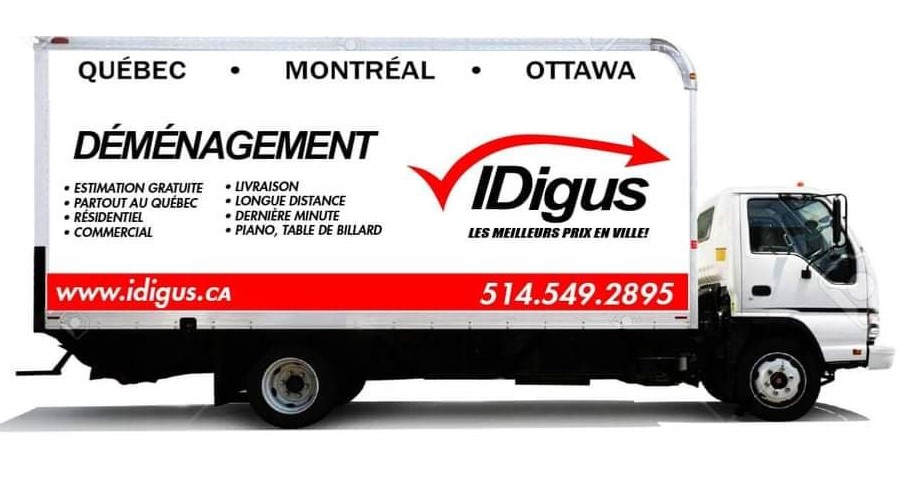 QUÉBEC • MONTRÉAL • OTTAWA
DÉMÉNAGEMENT
• ESTIMATION GRATUITE
• PARTOUT AU QUÉBEC
• RÉSIDENTIEL
• COMMERCIAL
• LIVRAISON
• LONGUE DISTANCE
• DERNIÈRE MINUTE
• PIANO, TABLE DE BILLARD
IDigus
LES MEILLEURS PRIX EN VILLE!
www.idigus.CA
514.549.2895